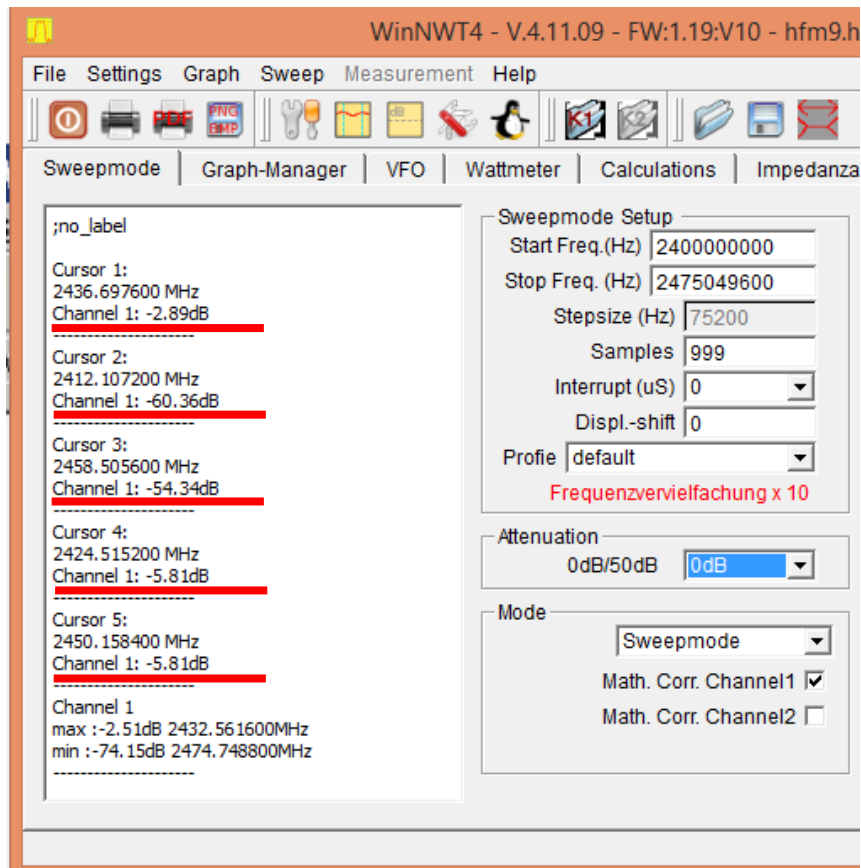 WinNWT4 - V.4.11.09 - FW:1.19:V10 - hfm9.h
File Settings Graph Sweep Measurement Help
PDF PNG BMP dB K1 K2
Sweepmode Graph-Manager VFO Wattmeter Calculations Impedanza
;no_label
Cursor 1:
2436.697600 MHz
Channel 1: -2.89dB
----------------------
Cursor 2:
2412.107200 MHz
Channel 1: -60.36dB
----------------------
Cursor 3:
2458.505600 MHz
Channel 1: -54.34dB
----------------------
Cursor 4:
2424.515200 MHz
Channel 1: -5.81dB
----------------------
Cursor 5:
2450.158400 MHz
Channel 1: -5.81dB
----------------------
Channel 1
max :-2.51dB 2432.561600MHz
min :-74.15dB 2474.748800MHz
----------------------
Sweepmode Setup
Start Freq.(Hz) 2400000000
Stop Freq. (Hz) 2475049600
Stepsize (Hz) 75200
Samples 999
Interrupt (uS) 0
Displ.-shift 0
Profie default
Frequenzvervielfachung x 10
Attenuation
0dB/50dB 0dB
Mode
Sweepmode
Math. Corr. Channel1
Math. Corr. Channel2